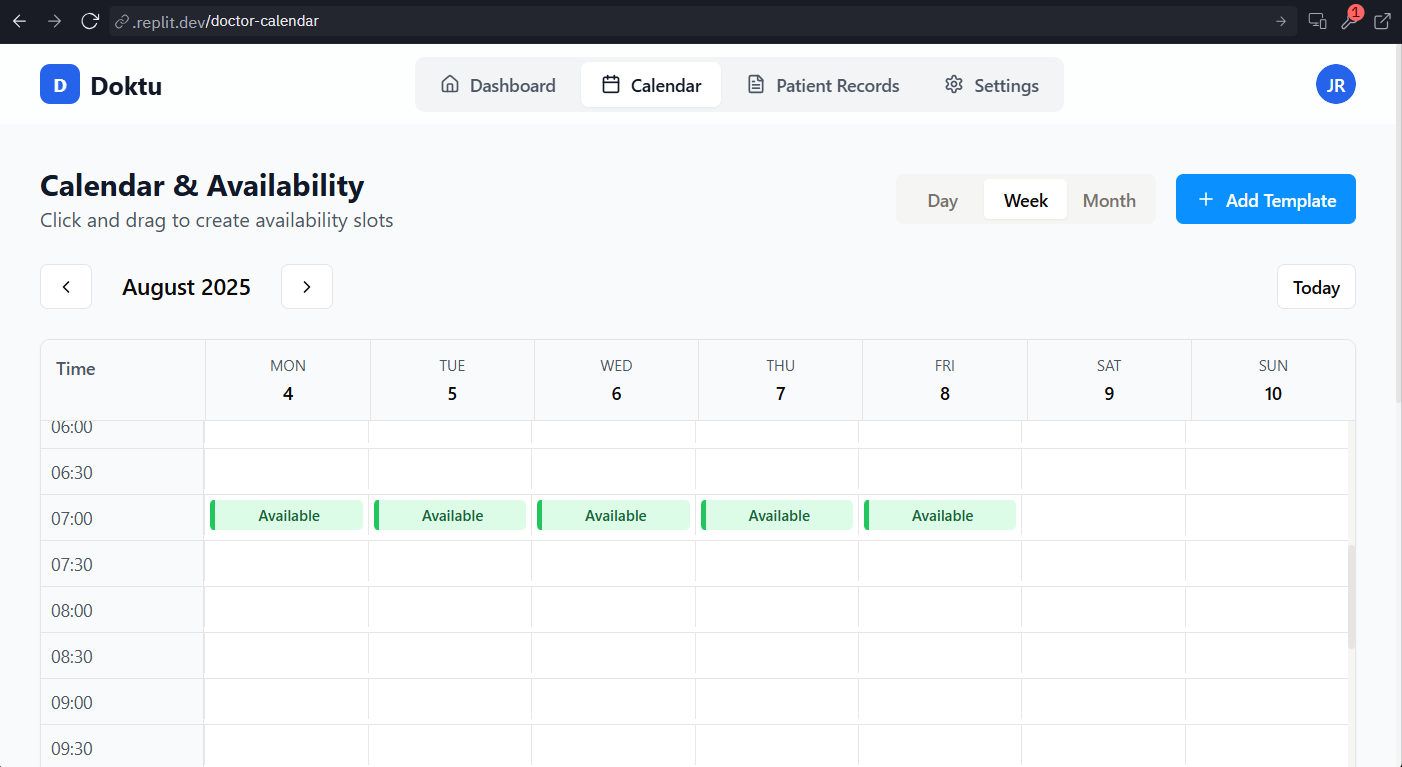 .replit.dev/doctor-calendar
1
D Doktu
Dashboard Calendar Patient Records Settings
JR
Calendar & Availability
Click and drag to create availability slots
Day Week Month
+ Add Template
August 2025
Today
Time MON TUE WED THU FRI SAT SUN
4 5 6 7 8 9 10
06:00
06:30
07:00 Available Available Available Available Available
07:30
08:00
08:30
09:00
09:30